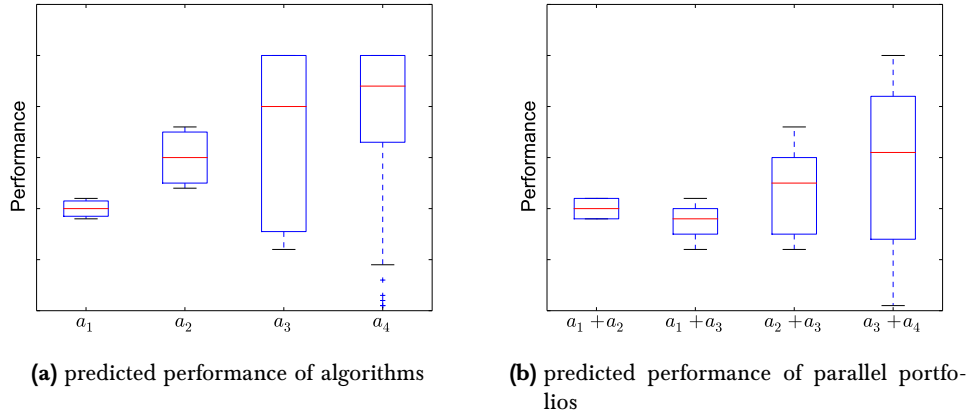 Performance
a1 a2 a3 a4
(a) predicted performance of algorithms
Performance
a1 + a2 a1 + a3 a2 + a3 a3 + a4
(b) predicted performance of parallel portfo-
lios